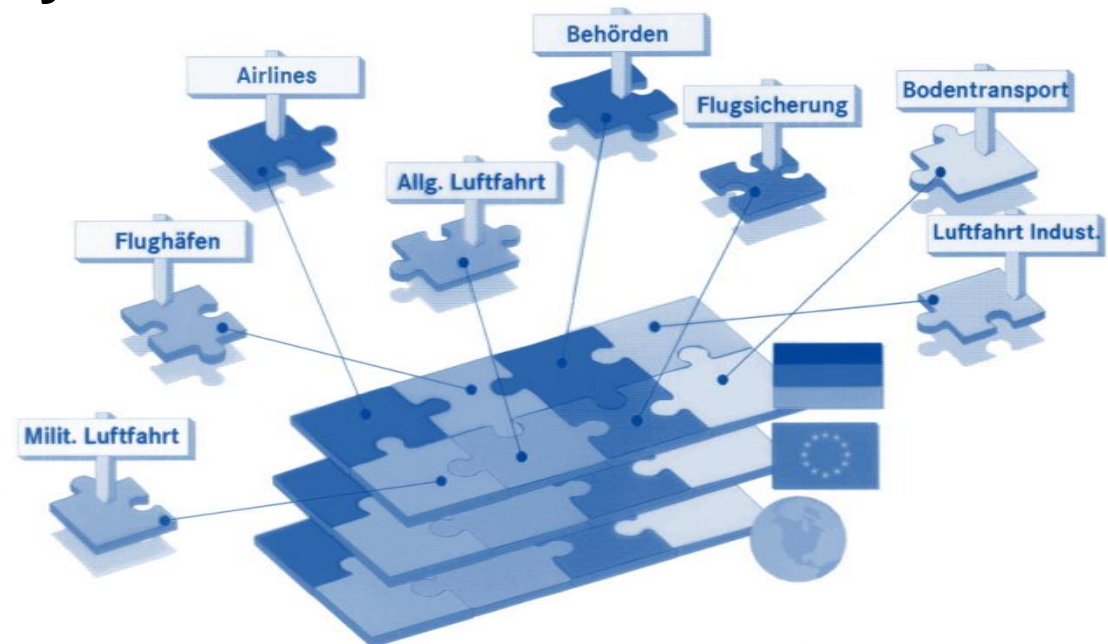 Behörden
Airlines
Flugsicherung
Bodentransport
Allg. Luftfahrt
Flughäfen
Luftfahrt Indust.
Milit. Luftfahrt